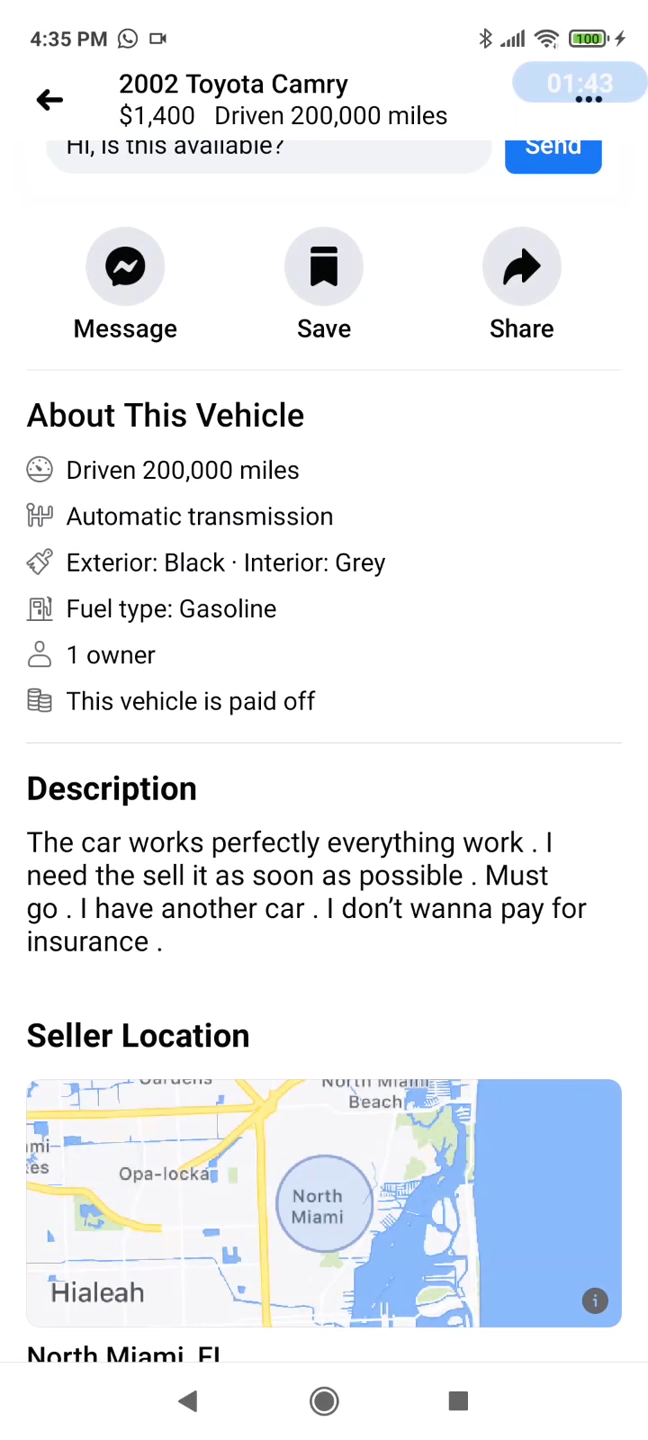 4:35 PM
100
2002 Toyota Camry
01:43
$1,400 Driven 200,000 miles
Hi, is this available?
Send
Message
Save
Share
About This Vehicle
Driven 200,000 miles
Automatic transmission
Exterior: Black · Interior: Grey
Fuel type: Gasoline
1 owner
This vehicle is paid off
Description
The car works perfectly everything work . I
need the sell it as soon as possible . Must
go . I have another car . I don’t wanna pay for
insurance .
Seller Location
Gardens
North Miami
Beach
Opa-locka
North
Miami
Hialeah
North Miami, FL